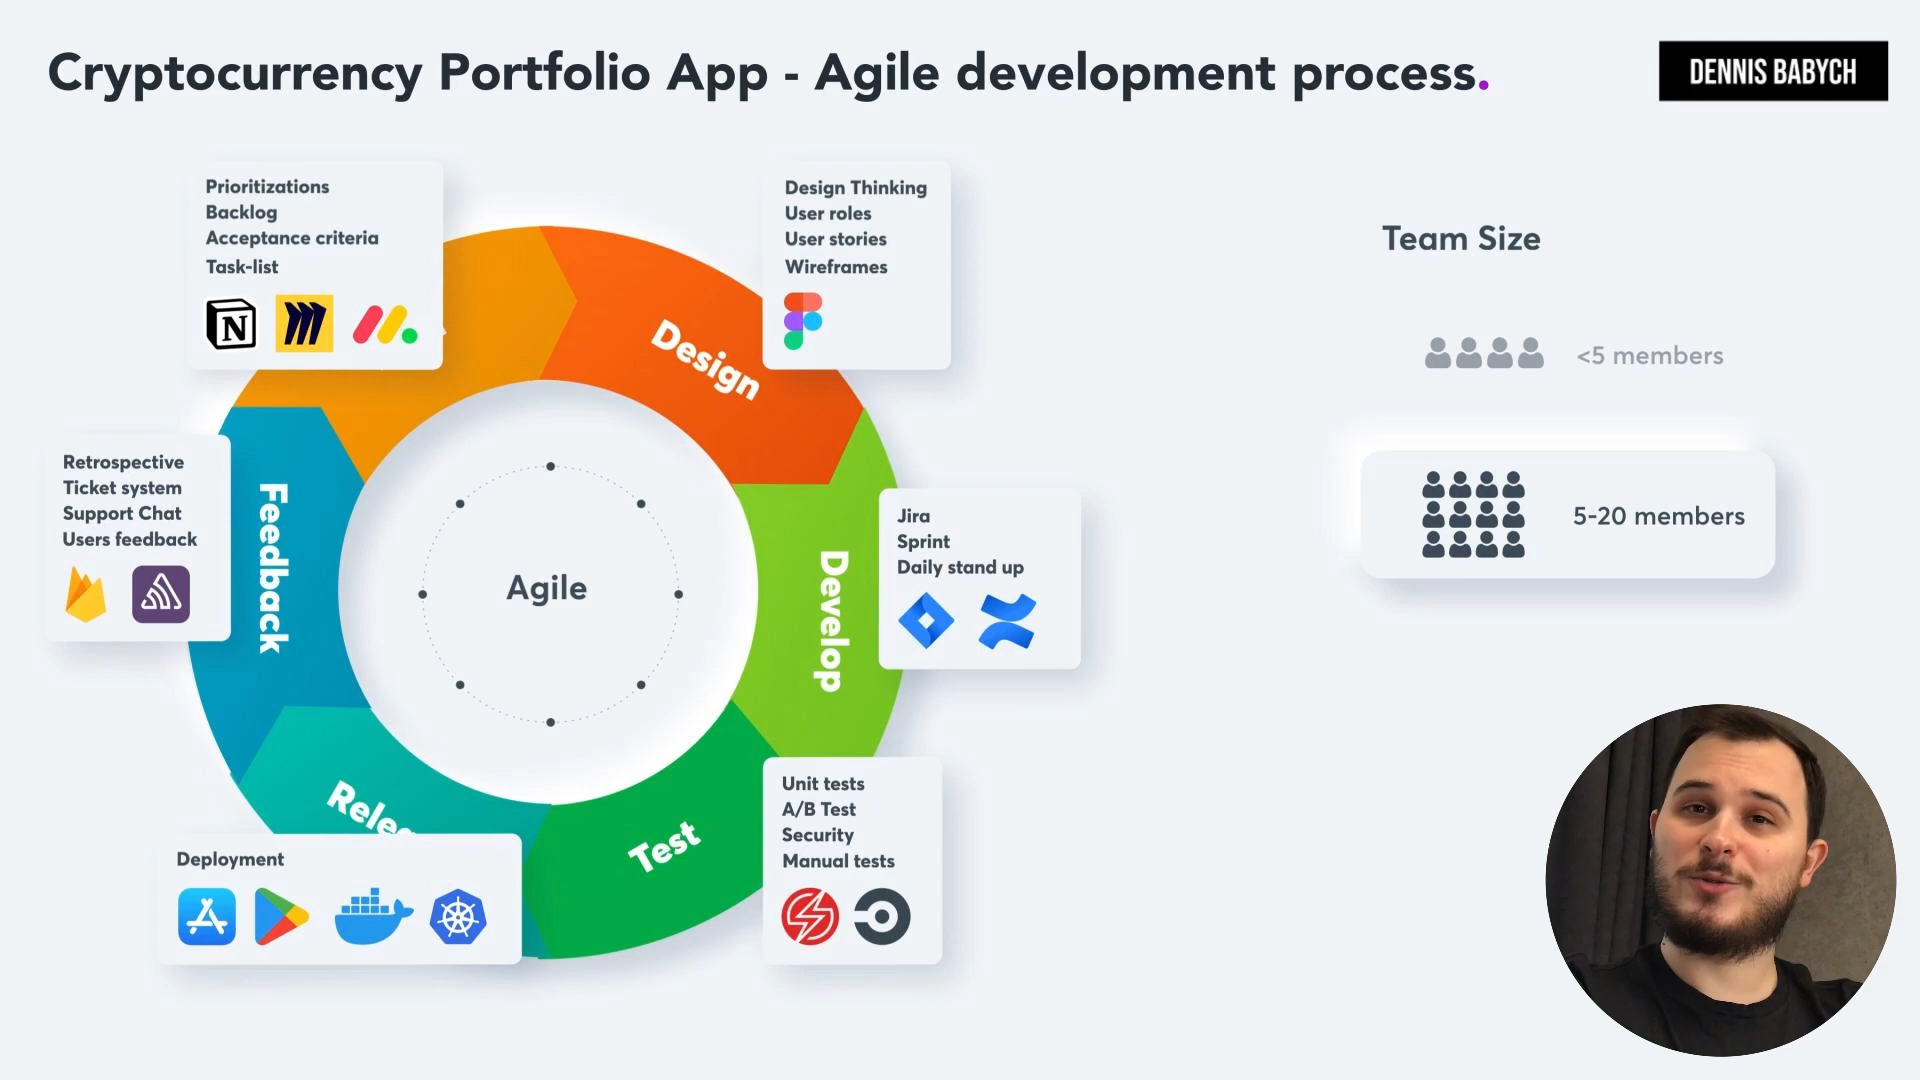 Cryptocurrency Portfolio App - Agile development process.
DENNIS BABYCH
Prioritizations
Backlog
Acceptance criteria
Task-list
Design Thinking
User roles
User stories
Wireframes
Design
Team Size
<5 members
5-20 members
Retrospective
Ticket system
Support Chat
Users feedback
Feedback
Agile
Develop
Jira
Sprint
Daily stand up
Unit tests
A/B Test
Security
Manual tests
Test
Deployment